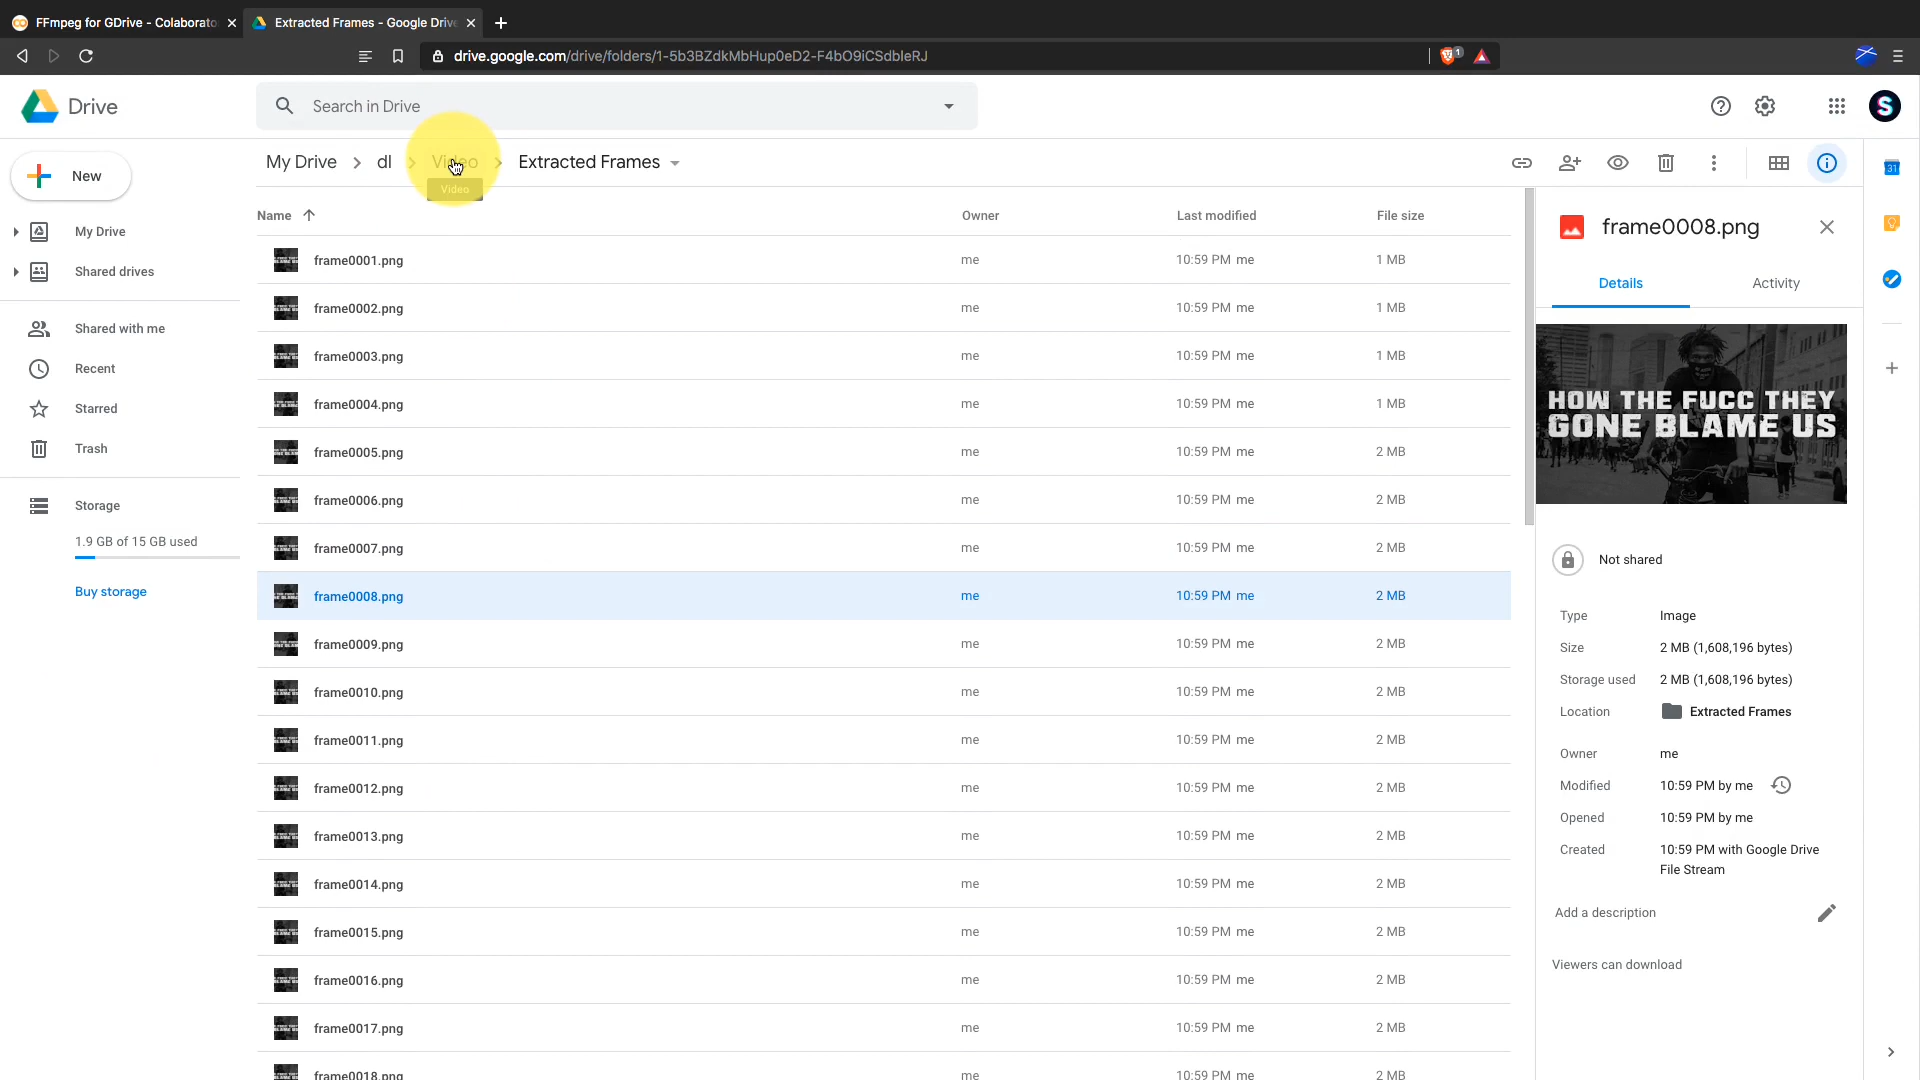 FFmpeg for GDrive - Colaborato
Extracted Frames - Google Drive
drive.google.com/drive/folders/1-5b3BZdkMbHup0eD2-F4bO9iCSdbIeRJ
1
Drive
Search in Drive
S
New
My Drive
dl
Video
Extracted Frames
Video
31
My Drive
Shared drives
Shared with me
Recent
Starred
Trash
Storage
1.9 GB of 15 GB used
Buy storage
Name
Owner
Last modified
File size
frame0001.png me 10:59 PM me 1 MB
frame0002.png me 10:59 PM me 1 MB
frame0003.png me 10:59 PM me 1 MB
frame0004.png me 10:59 PM me 1 MB
frame0005.png me 10:59 PM me 2 MB
frame0006.png me 10:59 PM me 2 MB
frame0007.png me 10:59 PM me 2 MB
frame0008.png me 10:59 PM me 2 MB
frame0009.png me 10:59 PM me 2 MB
frame0010.png me 10:59 PM me 2 MB
frame0011.png me 10:59 PM me 2 MB
frame0012.png me 10:59 PM me 2 MB
frame0013.png me 10:59 PM me 2 MB
frame0014.png me 10:59 PM me 2 MB
frame0015.png me 10:59 PM me 2 MB
frame0016.png me 10:59 PM me 2 MB
frame0017.png me 10:59 PM me 2 MB
frame0018.png me 10:59 PM me 2 MB
frame0008.png
Details
Activity
HOW THE FUCC THEY
GONE BLAME US
Not shared
Type Image
Size 2 MB (1,608,196 bytes)
Storage used 2 MB (1,608,196 bytes)
Location Extracted Frames
Owner me
Modified 10:59 PM by me
Opened 10:59 PM by me
Created 10:59 PM with Google Drive
File Stream
Add a description
Viewers can download